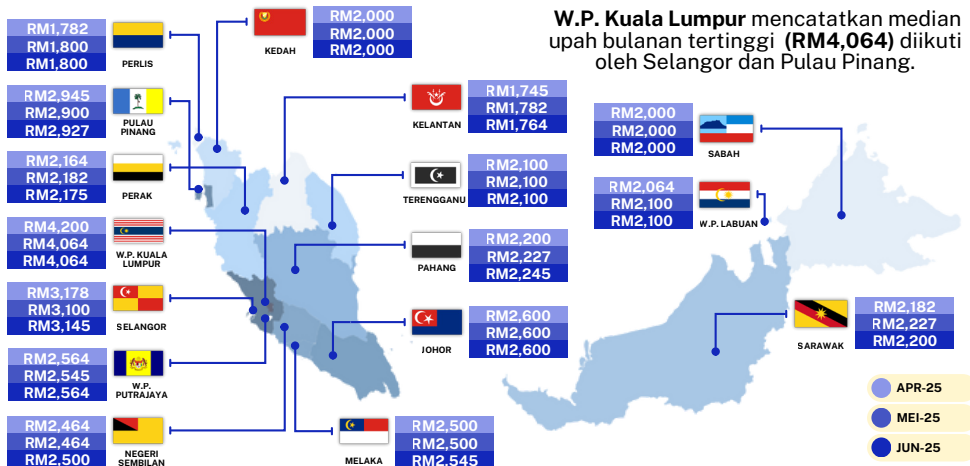 W.P. Kuala Lumpur mencatatkan median
upah bulanan tertinggi (RM4,064) diikuti
oleh Selangor dan Pulau Pinang.
RM1,782
RM1,800
RM1,800
PERLIS
RM2,000
RM2,000
RM2,000
KEDAH
RM2,945
RM2,900
RM2,927
PULAU
PINANG
RM1,745
RM1,782
RM1,764
KELANTAN
RM2,164
RM2,182
RM2,175
PERAK
RM2,100
RM2,100
RM2,100
TERENGGANU
RM4,200
RM4,064
RM4,064
W.P. KUALA
LUMPUR
RM2,200
RM2,227
RM2,245
PAHANG
RM3,178
RM3,100
RM3,145
SELANGOR
RM2,600
RM2,600
RM2,600
JOHOR
RM2,564
RM2,545
RM2,564
W.P.
PUTRAJAYA
RM2,464
RM2,464
RM2,500
NEGERI
SEMBILAN
RM2,500
RM2,500
RM2,545
MELAKA
RM2,000
RM2,000
RM2,000
SABAH
RM2,064
RM2,100
RM2,100
W.P. LABUAN
RM2,182
RM2,227
RM2,200
SARAWAK
APR-25
MEI-25
JUN-25